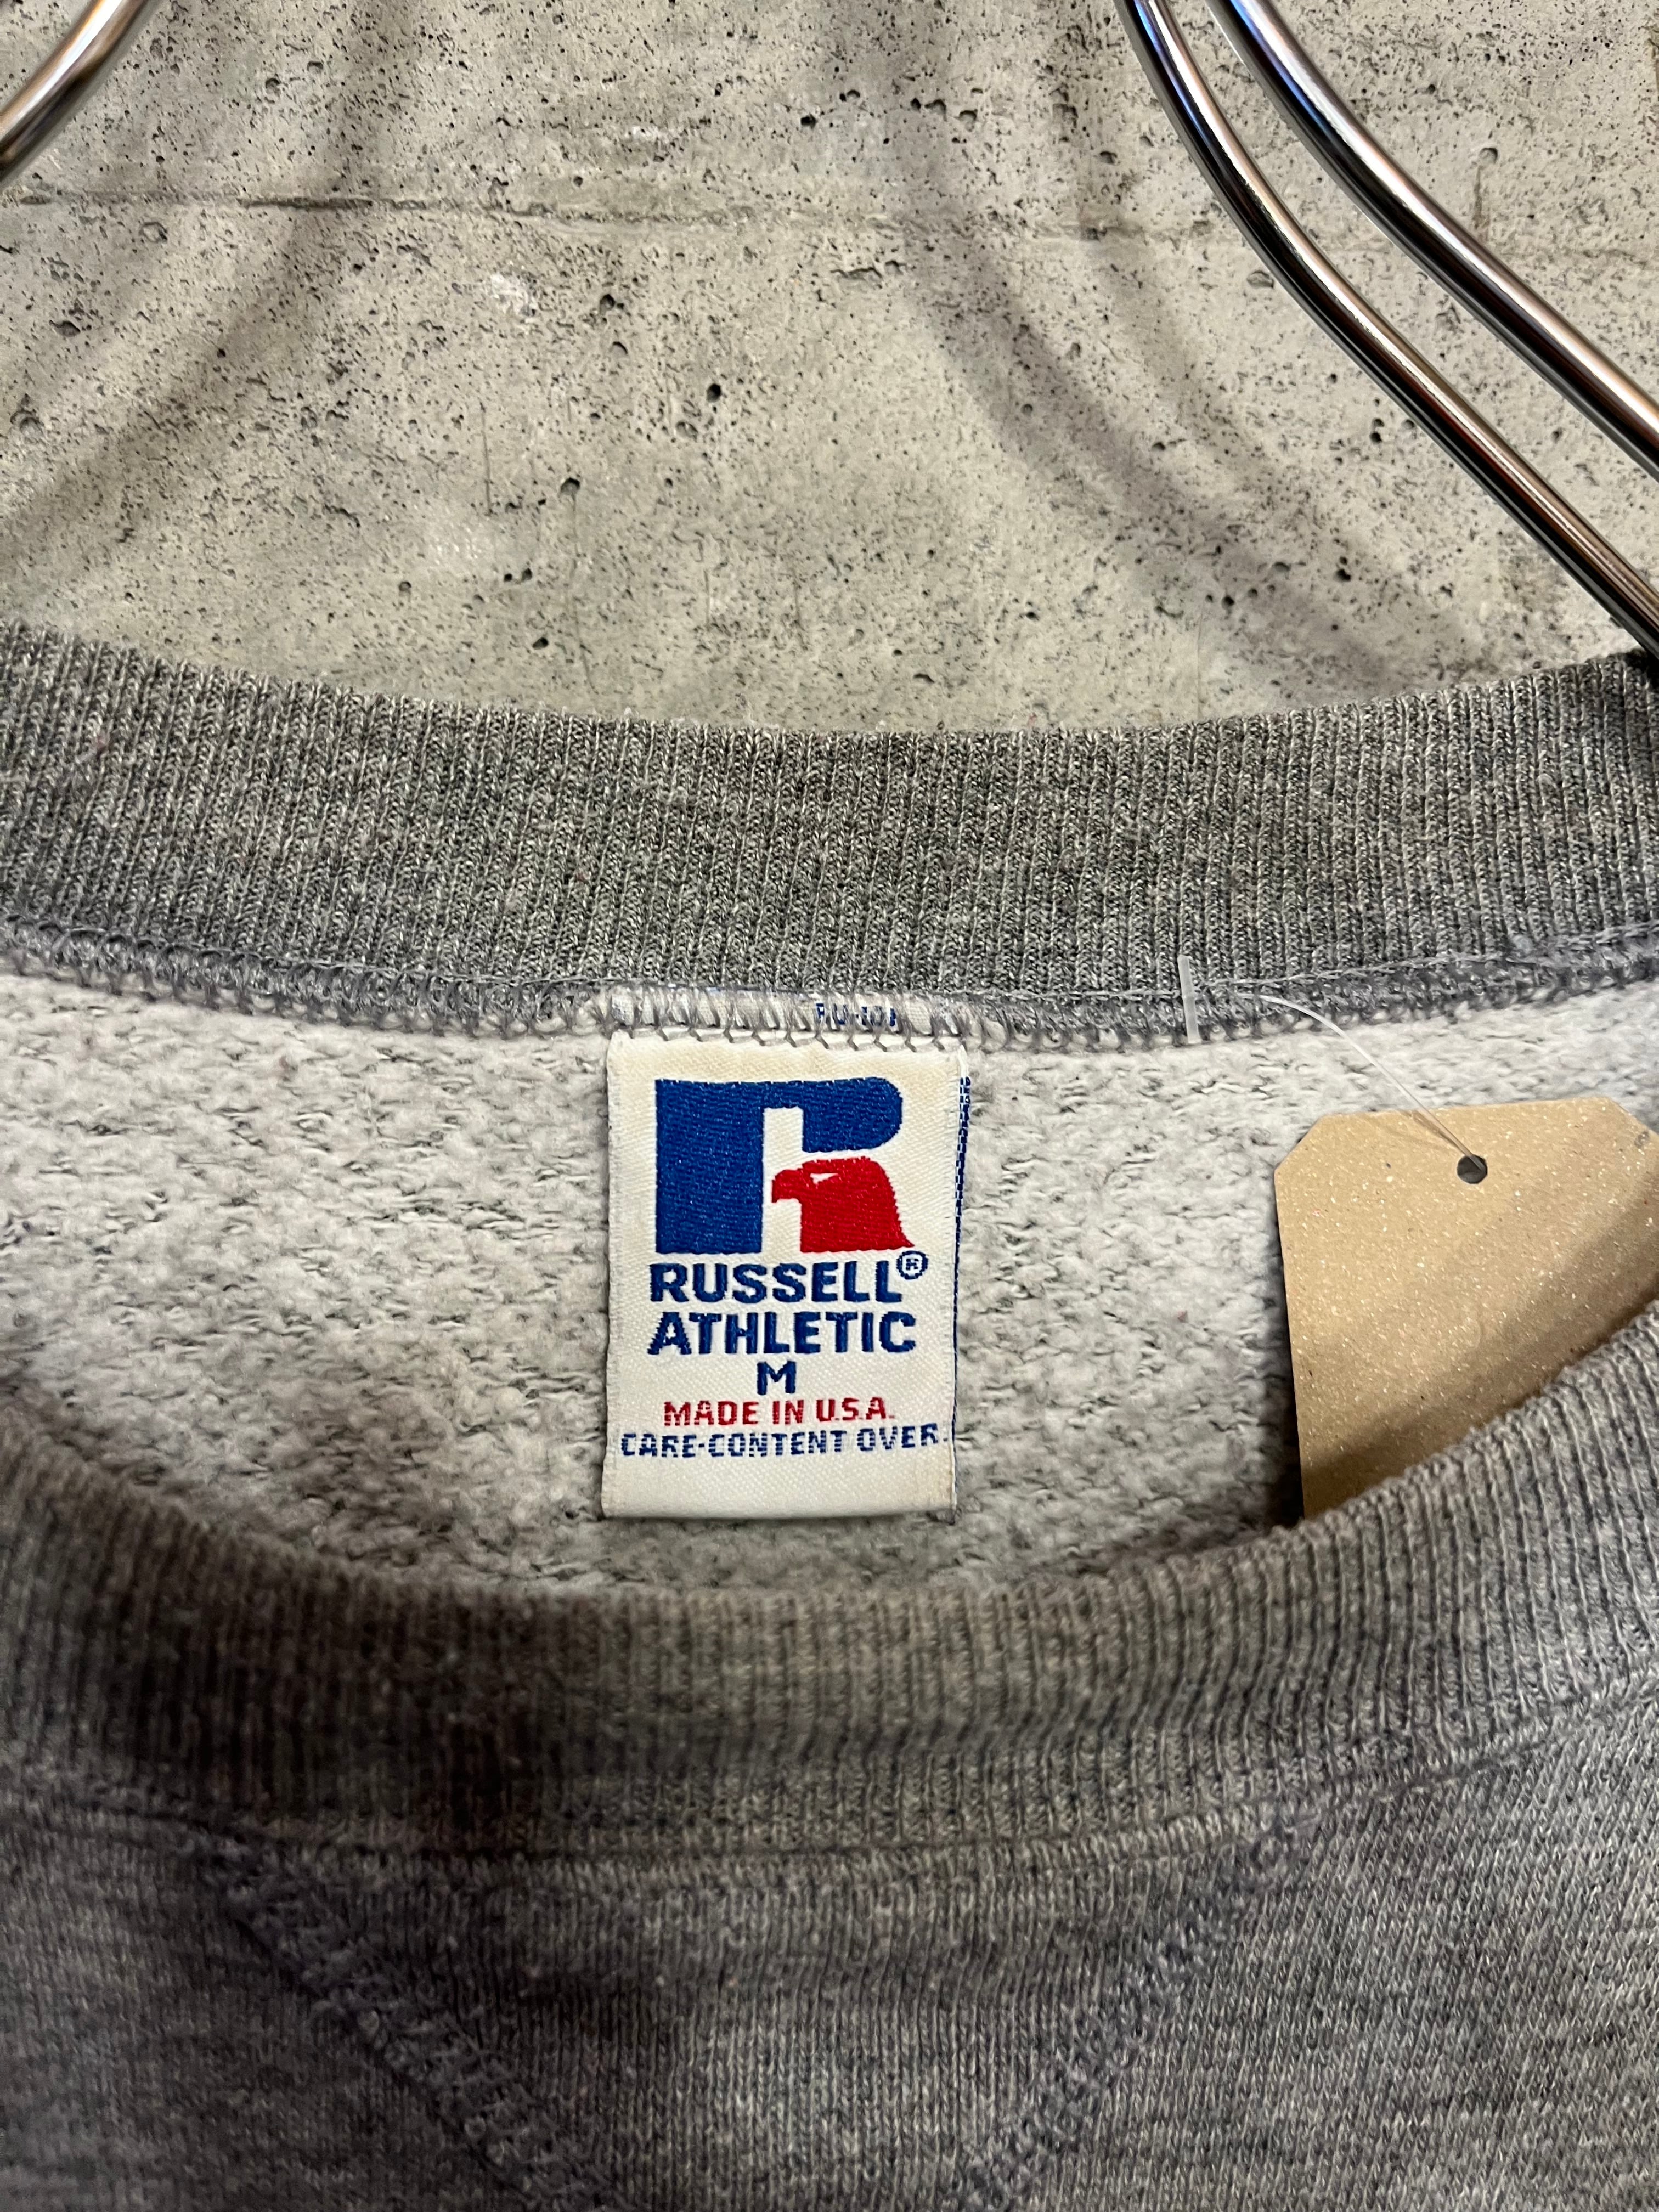 RUSSELL®
ATHLETIC
M
MADE IN U.S.A.
CARE-CONTENT OVER.